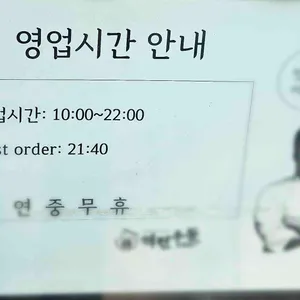 영업시간 안내
업시간: 10:00~22:00
st order: 21:40
연 중 무 휴